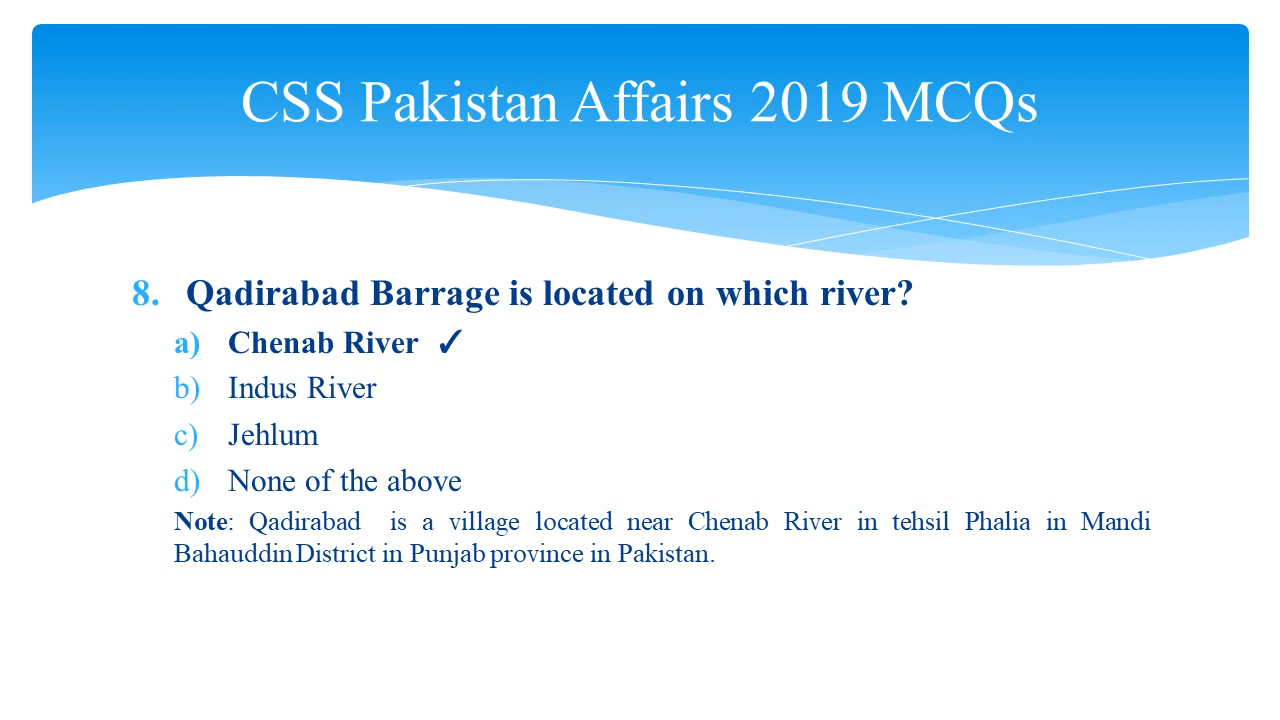 CSS Pakistan Affairs 2019 MCQs
8. Qadirabad Barrage is located on which river?
a) Chenab River ✓
b) Indus River
c) Jehlum
d) None of the above
Note: Qadirabad is a village located near Chenab River in tehsil Phalia in Mandi
Bahauddin District in Punjab province in Pakistan.